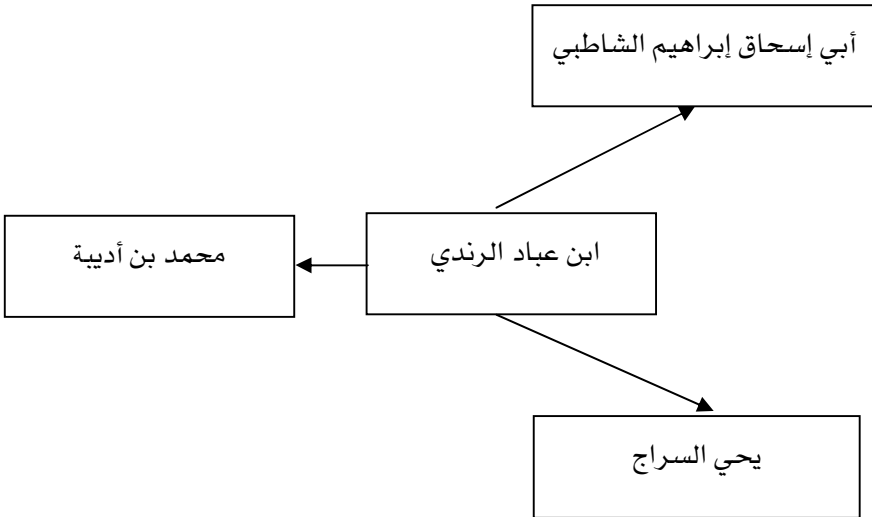 أبي إسحاق إبراهيم الشاطبي
ابن عباد الرندي
محمد بن أديبة
يحي السراج